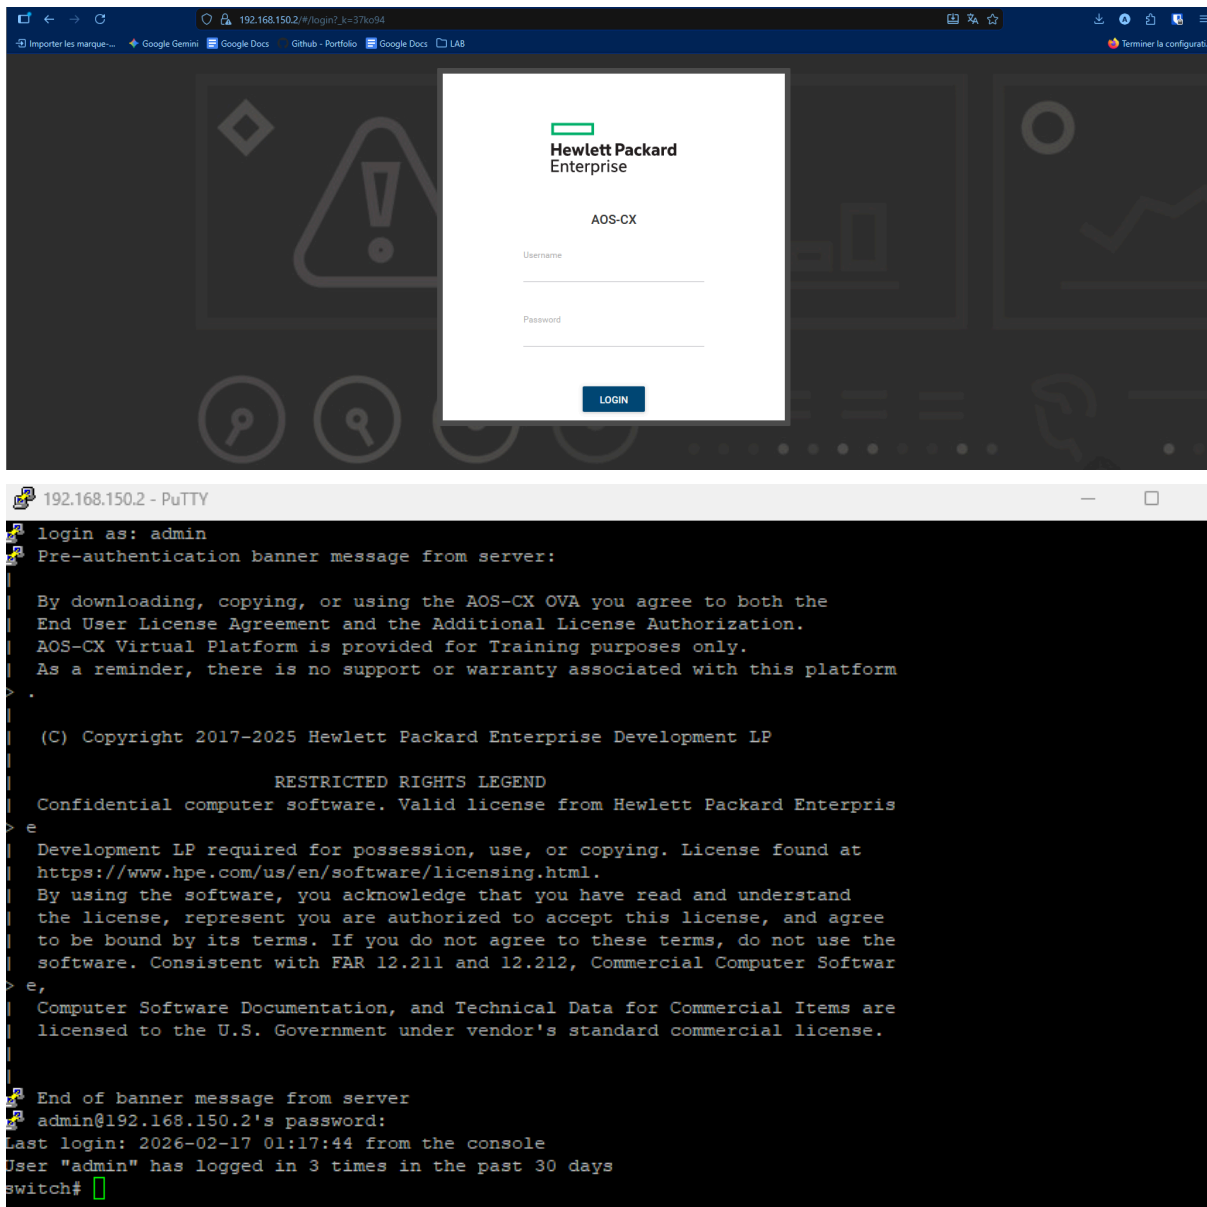 192.168.150.2/#/login?_k=37ko94
Importer les marque-... Google Gemini Google Docs Github - Portfolio Google Docs LAB Terminer la configurati
Hewlett Packard
Enterprise
AOS-CX
Username
Password
LOGIN
192.168.150.2 - PuTTY
login as: admin
Pre-authentication banner message from server:
|
| By downloading, copying, or using the AOS-CX OVA you agree to both the
| End User License Agreement and the Additional License Authorization.
| AOS-CX Virtual Platform is provided for Training purposes only.
| As a reminder, there is no support or warranty associated with this platform
> .
|
| (C) Copyright 2017-2025 Hewlett Packard Enterprise Development LP
|
| RESTRICTED RIGHTS LEGEND
| Confidential computer software. Valid license from Hewlett Packard Enterpris
> e
| Development LP required for possession, use, or copying. License found at
| https://www.hpe.com/us/en/software/licensing.html.
| By using the software, you acknowledge that you have read and understand
| the license, represent you are authorized to accept this license, and agree
| to be bound by its terms. If you do not agree to these terms, do not use the
| software. Consistent with FAR 12.211 and 12.212, Commercial Computer Softwar
> e,
| Computer Software Documentation, and Technical Data for Commercial Items are
| licensed to the U.S. Government under vendor's standard commercial license.
|
|
End of banner message from server
admin@192.168.150.2's password:
Last login: 2026-02-17 01:17:44 from the console
User "admin" has logged in 3 times in the past 30 days
switch#